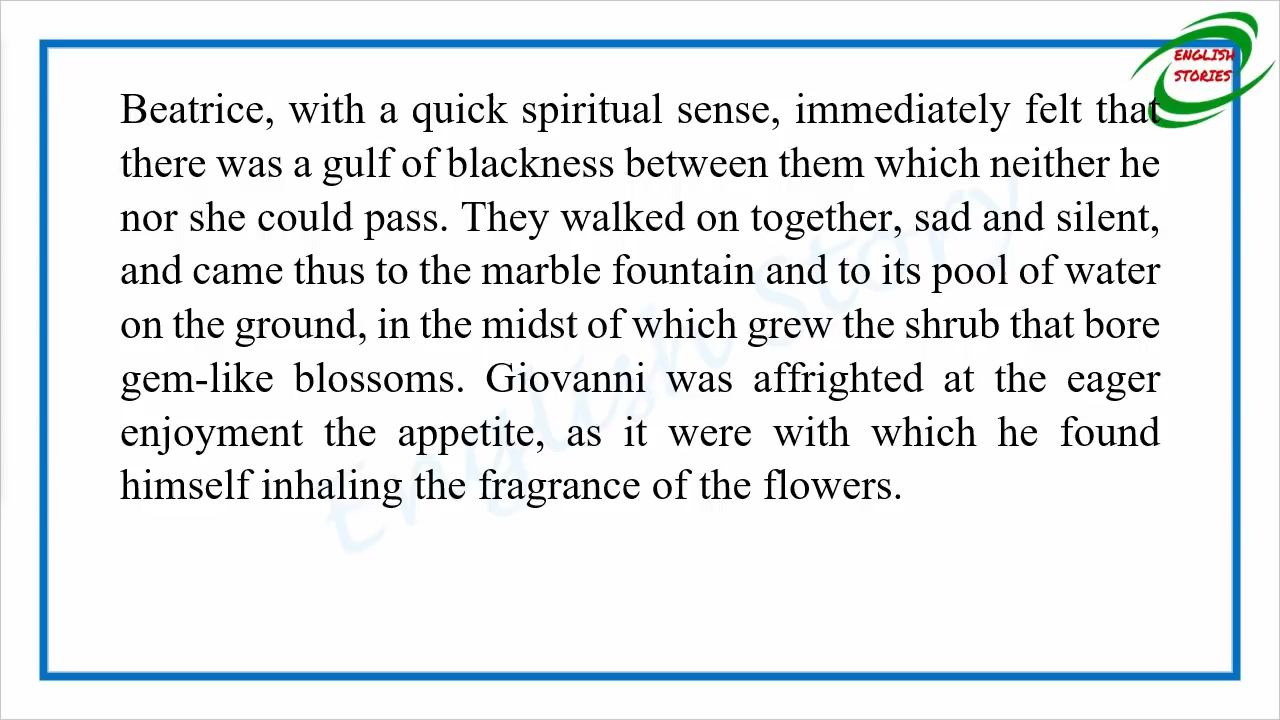 ENGLISH
STORIES
Beatrice, with a quick spiritual sense, immediately felt that
there was a gulf of blackness between them which neither he
nor she could pass. They walked on together, sad and silent,
and came thus to the marble fountain and to its pool of water
on the ground, in the midst of which grew the shrub that bore
gem-like blossoms. Giovanni was affrighted at the eager
enjoyment the appetite, as it were with which he found
himself inhaling the fragrance of the flowers.
English Story